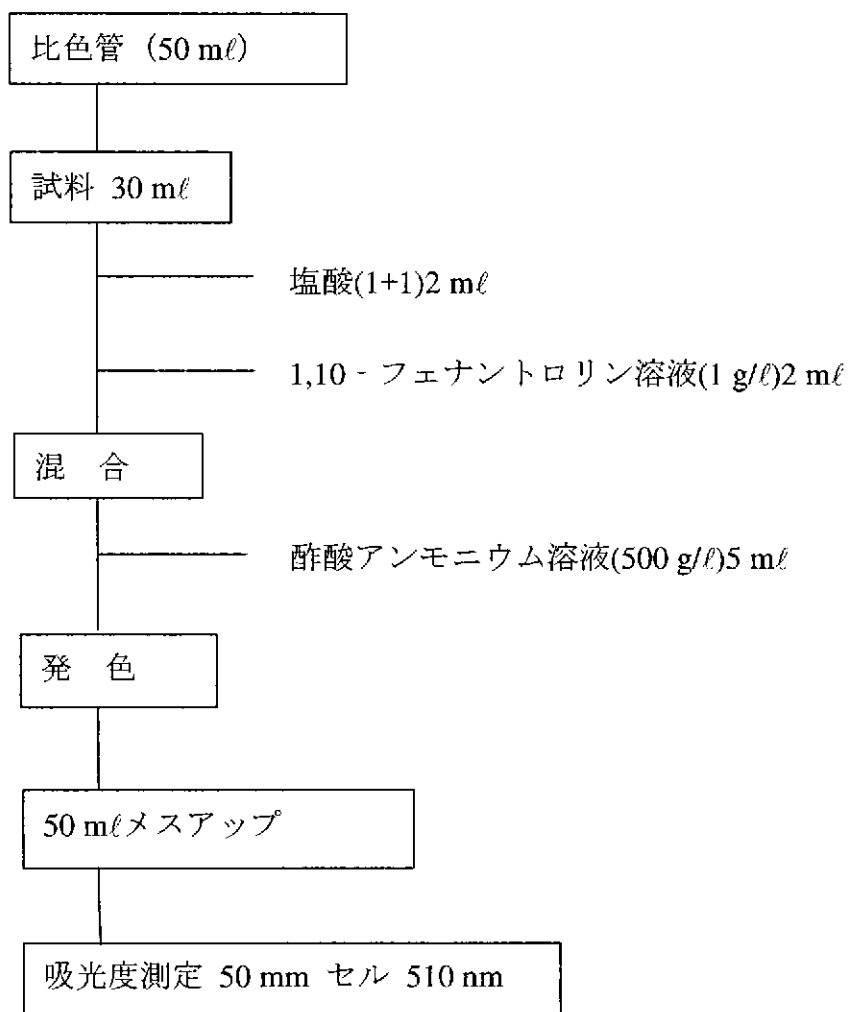 比色管 (50 mℓ)
試料 30 mℓ
塩酸(1+1)2 mℓ
1,10‐フェナントロリン溶液(1 g/ℓ)2 mℓ
混 合
酢酸アンモニウム溶液(500 g/ℓ)5 mℓ
発 色
50 mℓメスアップ
吸光度測定 50 mm セル 510 nm